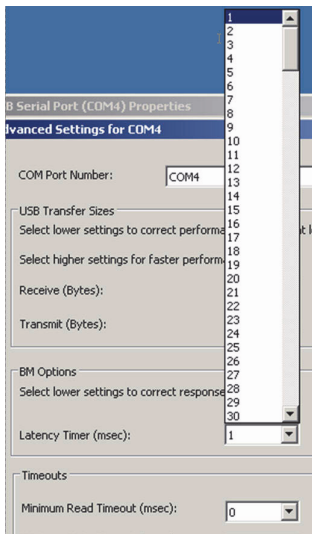 1
2
3
4
5
6
7
8
9
10
11
12
13
14
15
16
17
18
19
20
21
22
23
24
25
26
27
28
29
30
B Serial Port (COM4) Properties
dvanced Settings for COM4
COM Port Number: COM4
USB Transfer Sizes
Select lower settings to correct performa
Select higher settings for faster perform
Receive (Bytes):
Transmit (Bytes):
BM Options
Select lower settings to correct response
Latency Timer (msec): 1
Timeouts
Minimum Read Timeout (msec): 0